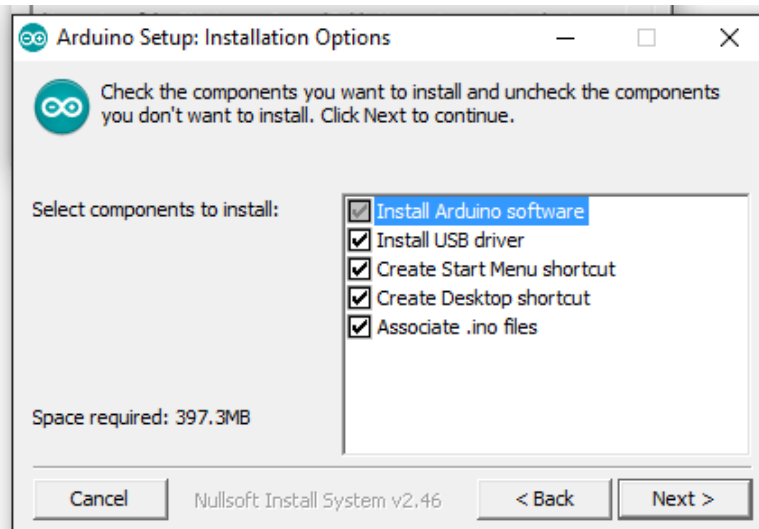 Arduino Setup: Installation Options
Check the components you want to install and uncheck the components
you don't want to install. Click Next to continue.
Select components to install:
Install Arduino software
Install USB driver
Create Start Menu shortcut
Create Desktop shortcut
Associate .ino files
Space required: 397.3MB
Cancel
Nullsoft Install System v2.46
< Back
Next >